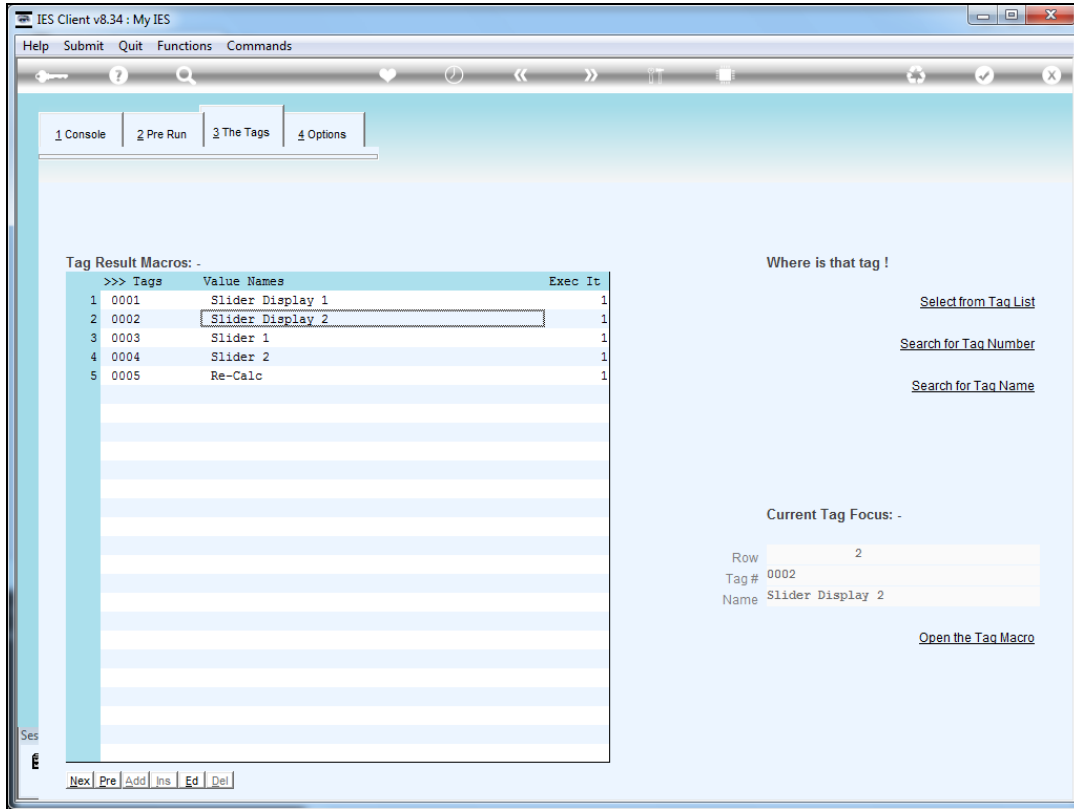 IES Client v8.34 : My IES
Help Submit Quit Functions Commands
1 Console 2 Pre Run 3 The Tags 4 Options
Tag Result Macros: -
>>> Tags Value Names Exec It
1 0001 Slider Display 1 1
2 0002 Slider Display 2 1
3 0003 Slider 1 1
4 0004 Slider 2 1
5 0005 Re-Calc 1
Nex Pre Add Ins Ed Del
Where is that tag !
Select from Tag List
Search for Tag Number
Search for Tag Name
Current Tag Focus: -
Row 2
Tag # 0002
Name Slider Display 2
Open the Tag Macro
Ses